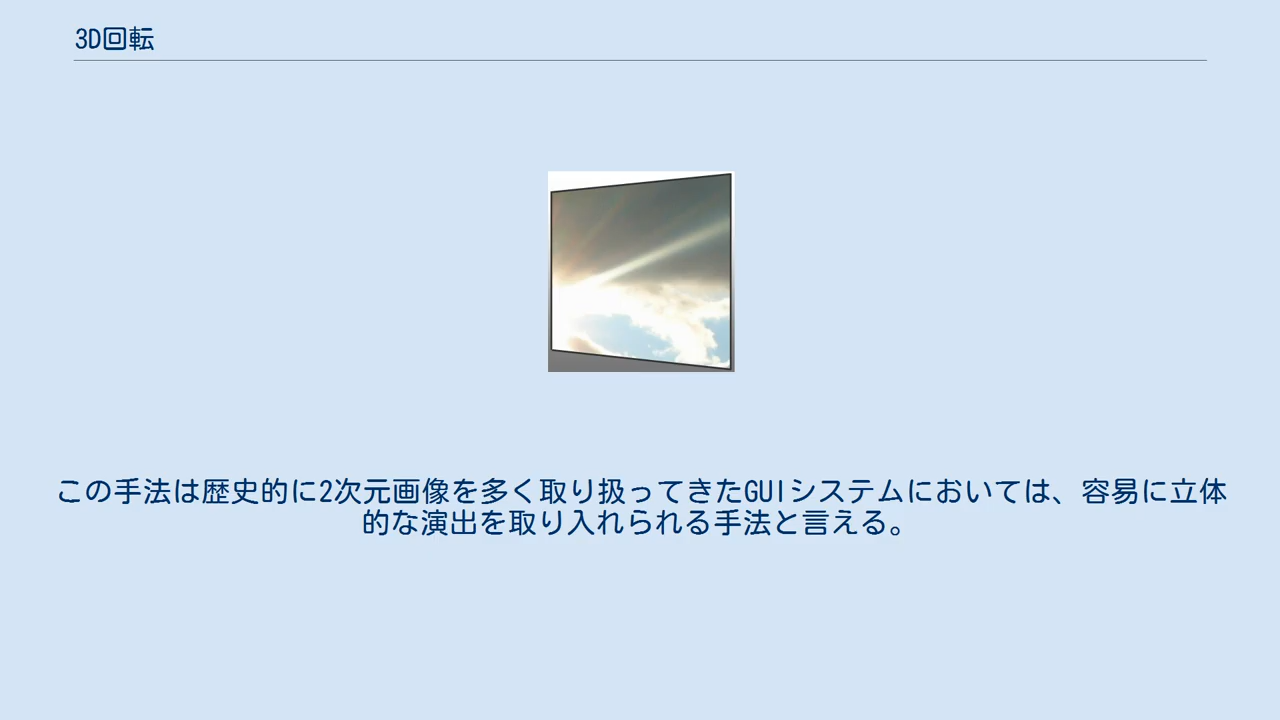 3D回転
この手法は歴史的に2次元画像を多く取り扱ってきたGUIシステムにおいては、容易に立体
的な演出を取り入れられる手法と言える。